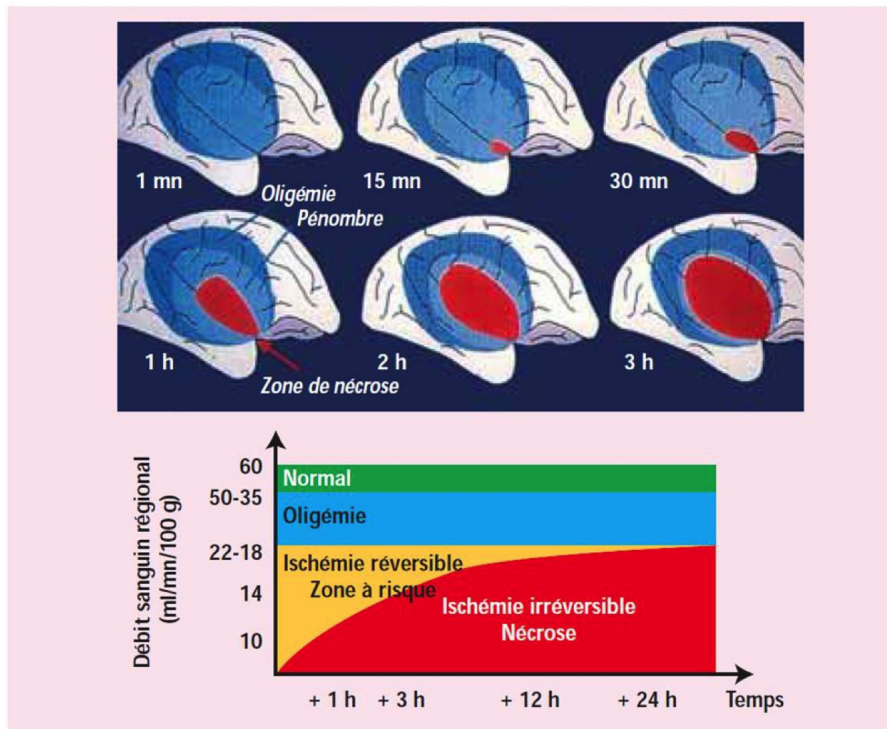 1 mn
15 mn
30 mn
Oligémie
Pénombre
1 h
2 h
3 h
Zone de nécrose
Débit sanguin régional
(ml/mn/100 g)
60
50-35
22-18
14
10
Normal
Oligémie
Ischémie réversible
Zone à risque
Ischémie irréversible
Nécrose
+ 1 h
+ 3 h
+ 12 h
+ 24 h
Temps